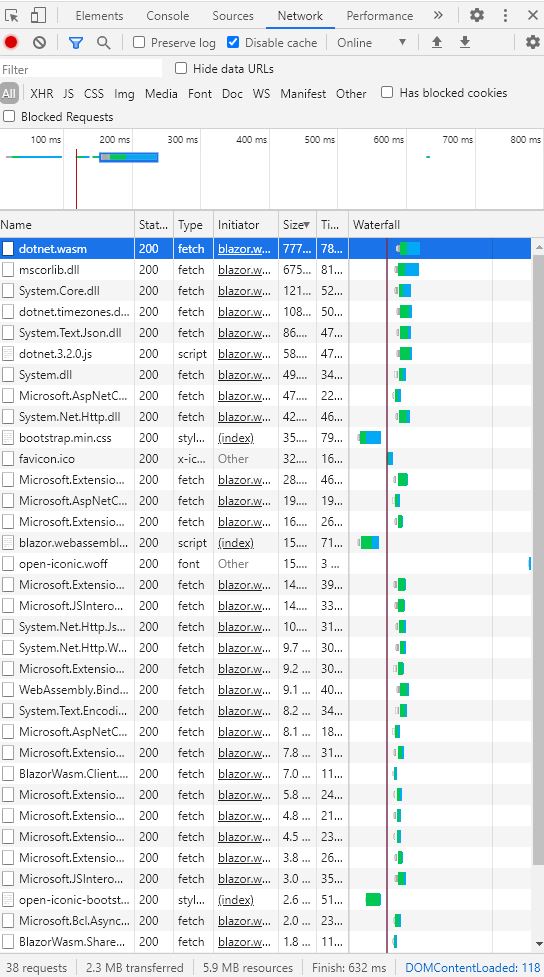 Elements Console Sources Network Performance »
Preserve log Disable cache Online ▼
Filter Hide data URLs
All XHR JS CSS Img Media Font Doc WS Manifest Other Has blocked cookies
Blocked Requests
100 ms 200 ms 300 ms 400 ms 500 ms 600 ms 700 ms 800 ms
Name Stat... Type Initiator Size▼ Ti... Waterfall
dotnet.wasm 200 fetch blazor.w... 777... 78...
mscorlib.dll 200 fetch blazor.w... 675... 81...
System.Core.dll 200 fetch blazor.w... 121... 52...
dotnet.timezones.d... 200 fetch blazor.w... 108... 50...
System.Text.Json.dll 200 fetch blazor.w... 86.... 47...
dotnet.3.2.0.js 200 script blazor.w... 58.... 47...
System.dll 200 fetch blazor.w... 49.... 34...
Microsoft.AspNetC... 200 fetch blazor.w... 47.... 22...
System.Net.Http.dll 200 fetch blazor.w... 42.... 46...
bootstrap.min.css 200 styl... (index) 35.... 79...
favicon.ico 200 x-ic... Other 32.... 16...
Microsoft.Extensio... 200 fetch blazor.w... 28.... 46...
Microsoft.AspNetC... 200 fetch blazor.w... 19.... 19...
Microsoft.Extensio... 200 fetch blazor.w... 16.... 26...
blazor.webassembl... 200 script (index) 15.... 71...
open-iconic.woff 200 font Other 15.... 3 ...
Microsoft.Extensio... 200 fetch blazor.w... 14.... 39...
Microsoft.JSIntero... 200 fetch blazor.w... 14.... 33...
System.Net.Http.Js... 200 fetch blazor.w... 10.... 31...
System.Net.Http.W... 200 fetch blazor.w... 9.7 ... 30...
Microsoft.Extensio... 200 fetch blazor.w... 9.2 ... 30...
WebAssembly.Bind... 200 fetch blazor.w... 9.1 ... 40...
System.Text.Encodi... 200 fetch blazor.w... 8.2 ... 34...
Microsoft.AspNetC... 200 fetch blazor.w... 8.1 ... 18...
Microsoft.Extensio... 200 fetch blazor.w... 7.8 ... 31...
BlazorWasm.Client.... 200 fetch blazor.w... 7.0 ... 11...
Microsoft.Extensio... 200 fetch blazor.w... 5.8 ... 24...
Microsoft.Extensio... 200 fetch blazor.w... 4.8 ... 21...
Microsoft.Extensio... 200 fetch blazor.w... 4.5 ... 23...
Microsoft.Extensio... 200 fetch blazor.w... 3.8 ... 26...
Microsoft.JSIntero... 200 fetch blazor.w... 3.0 ... 35...
open-iconic-bootst... 200 styl... (index) 2.6 ... 51...
Microsoft.Bcl.Async... 200 fetch blazor.w... 2.0 ... 23...
BlazorWasm.Share... 200 fetch blazor.w... 1.8 ... 11...
38 requests 2.3 MB transferred 5.9 MB resources Finish: 632 ms DOMContentLoaded: 118